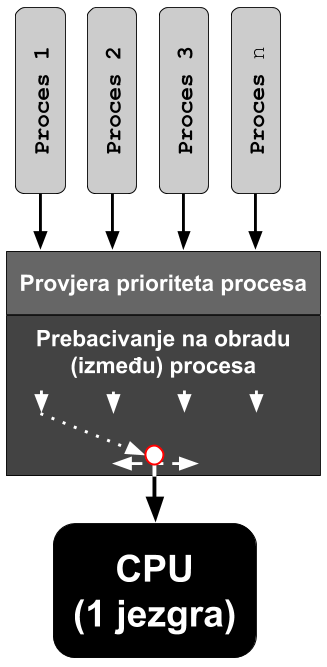 Proces 1
Proces 2
Proces 3
Proces n
Provjera prioriteta procesa
Prebacivanje na obradu
(između) procesa
CPU
(1 jezgra)